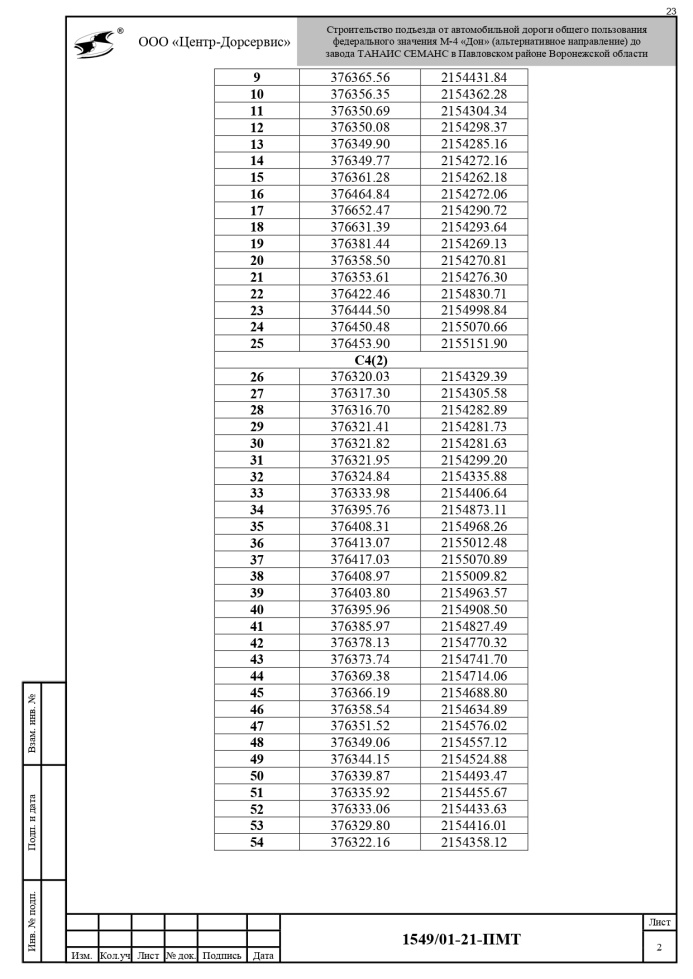 23
®
ООО «Центр-Дорсервис»
Строительство подъезда от автомобильной дороги общего пользования
федерального значения М-4 «Дон» (альтернативное направление) до
завода ТАНАИС СЕМАНС в Павловском районе Воронежской области
9 376365.56 2154431.84
10 376356.35 2154362.28
11 376350.69 2154304.34
12 376350.08 2154298.37
13 376349.90 2154285.16
14 376349.77 2154272.16
15 376361.28 2154262.18
16 376464.84 2154272.06
17 376652.47 2154290.72
18 376631.39 2154293.64
19 376381.44 2154269.13
20 376358.50 2154270.81
21 376353.61 2154276.30
22 376422.46 2154830.71
23 376444.50 2154998.84
24 376450.48 2155070.66
25 376453.90 2155151.90
С4(2)
26 376320.03 2154329.39
27 376317.30 2154305.58
28 376316.70 2154282.89
29 376321.41 2154281.73
30 376321.82 2154281.63
31 376321.95 2154299.20
32 376324.84 2154335.88
33 376333.98 2154406.64
34 376395.76 2154873.11
35 376408.31 2154968.26
36 376413.07 2155012.48
37 376417.03 2155070.89
38 376408.97 2155009.82
39 376403.80 2154963.57
40 376395.96 2154908.50
41 376385.97 2154827.49
42 376378.13 2154770.32
43 376373.74 2154741.70
44 376369.38 2154714.06
45 376366.19 2154688.80
46 376358.54 2154634.89
47 376351.52 2154576.02
48 376349.06 2154557.12
49 376344.15 2154524.88
50 376339.87 2154493.47
51 376335.92 2154455.67
52 376333.06 2154433.63
53 376329.80 2154416.01
54 376322.16 2154358.12
Взам. инв. №
Подп. и дата
Инв. № подп.
Изм. Кол.уч Лист № док. Подпись Дата
1549/01-21-ПМТ
Лист
2